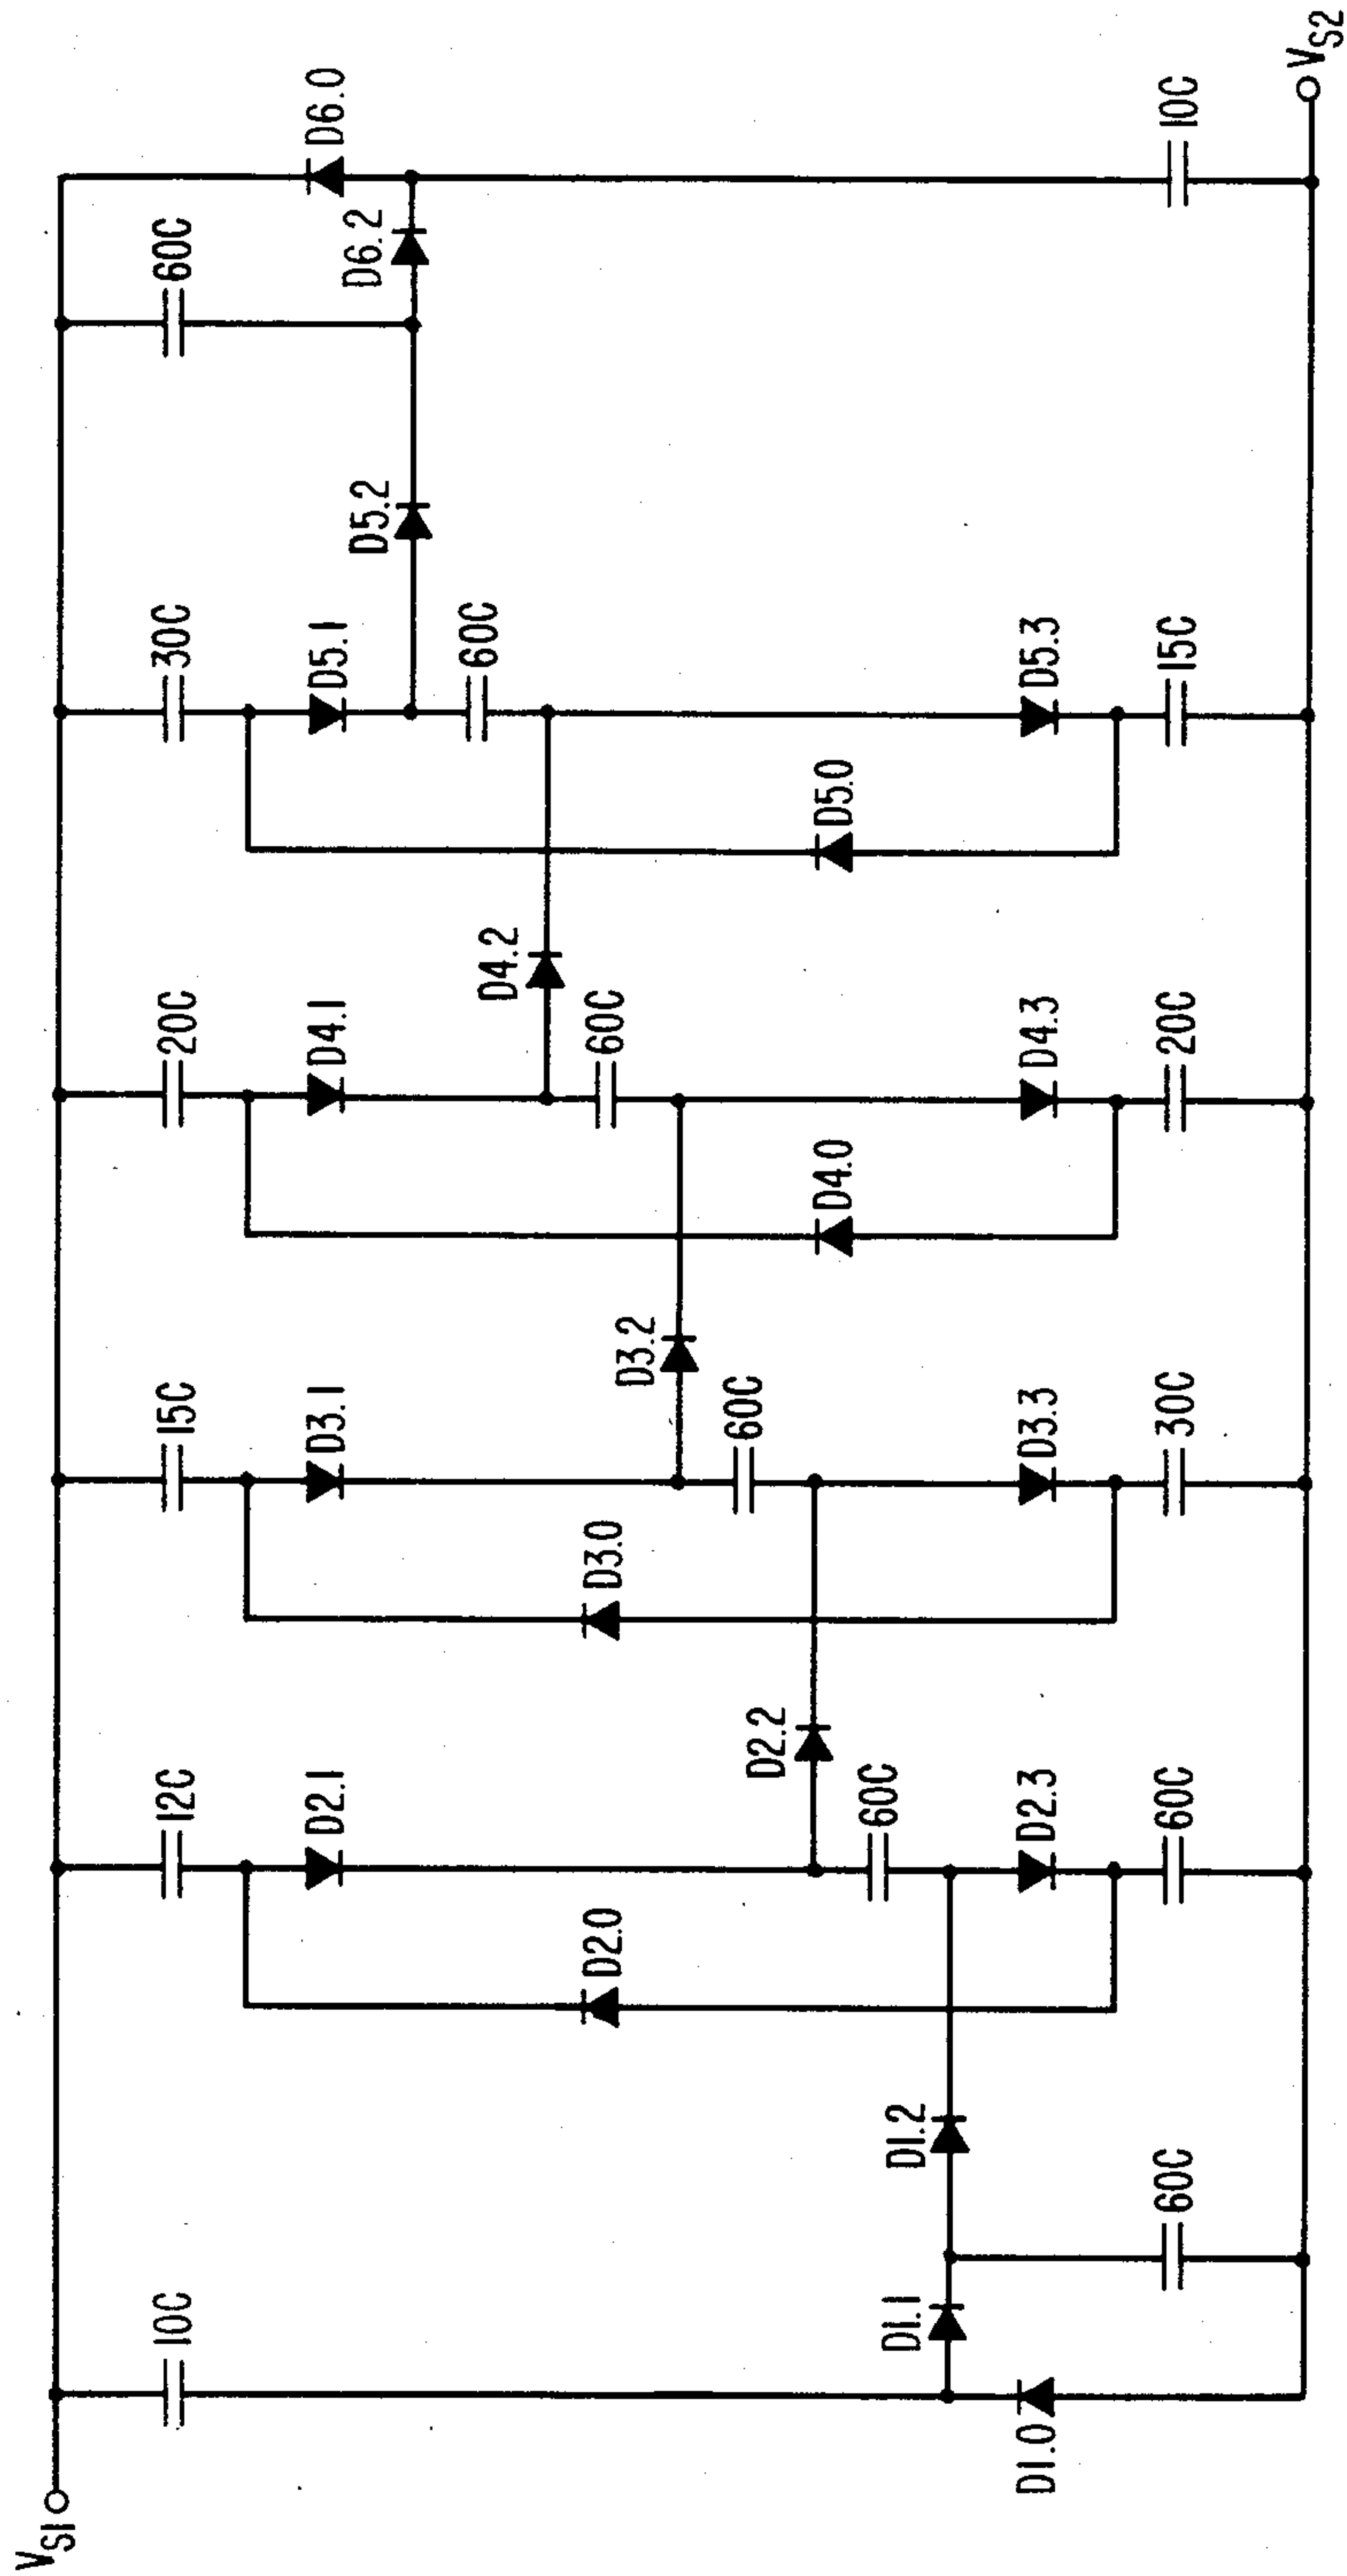 VS1
10C
12C
15C
20C
30C
60C
D6.0
D2.1
D3.1
D4.1
D5.1
D6.2
D5.2
60C
D4.2
60C
D3.2
60C
D2.2
60C
D2.0
D3.0
D4.0
D5.0
D1.1
D1.2
D1.0
D2.3
D3.3
D4.3
D5.3
60C
60C
30C
20C
15C
10C
VS2